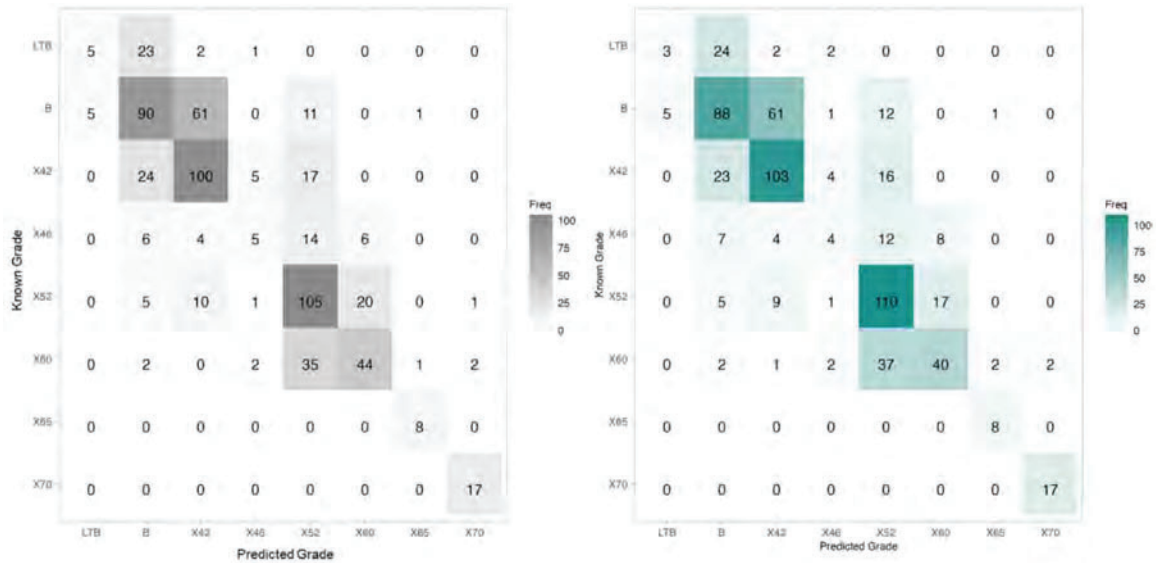 LTB 5 23 2 1 0 0 0 0
B 5 90 61 0 11 0 1 0
X42 0 24 100 5 17 0 0 0
X46 0 6 4 5 14 6 0 0
X52 0 5 10 1 105 20 0 1
X60 0 2 0 2 35 44 1 2
X65 0 0 0 0 0 0 8 0
X70 0 0 0 0 0 0 0 17
LTB B X42 X46 X52 X60 X65 X70
Predicted Grade
Known Grade
Freq
100
75
50
25
0
LTB 3 24 2 2 0 0 0 0
B 5 88 61 1 12 0 1 0
X42 0 23 103 4 16 0 0 0
X46 0 7 4 4 12 8 0 0
X52 0 5 9 1 110 17 0 0
X60 0 2 1 2 37 40 2 2
X65 0 0 0 0 0 0 8 0
X70 0 0 0 0 0 0 0 17
LTB B X42 X46 X52 X60 X65 X70
Predicted Grade
Known Grade
Freq
100
75
50
25
0